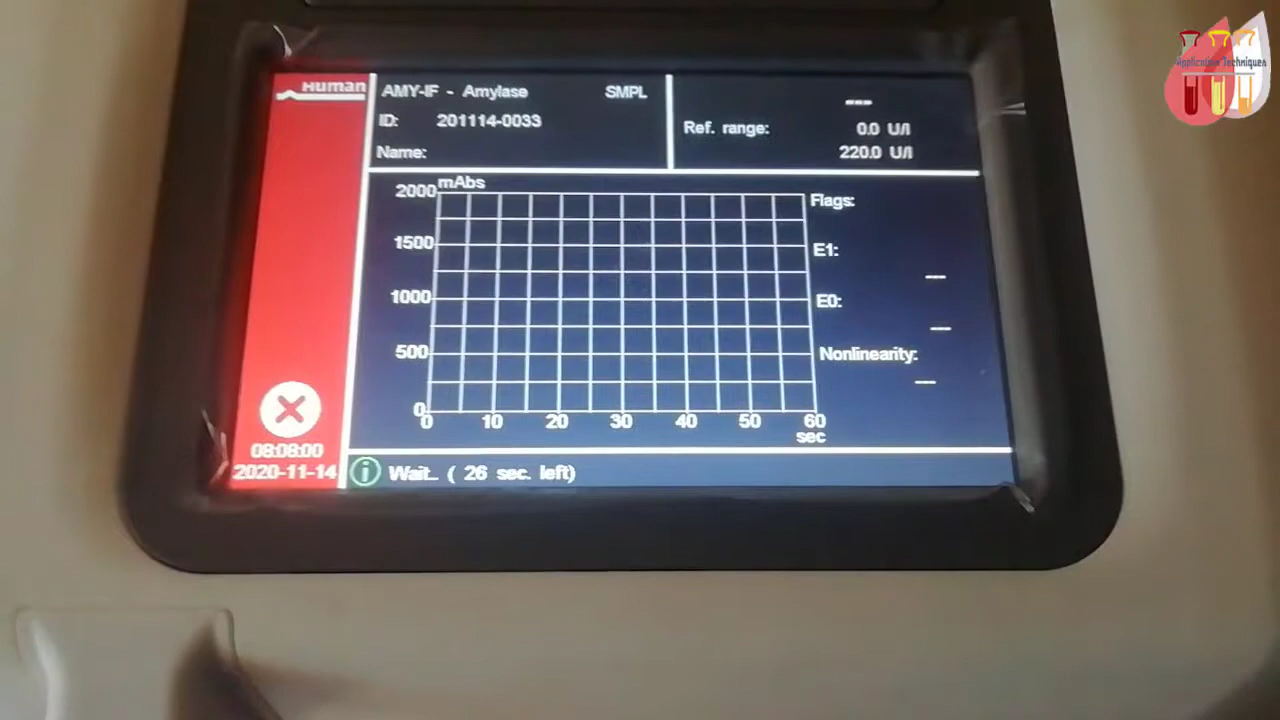 Human
AMY-IF - Amylase SMPL
ID: 201114-0033
Name:
---
Ref. range: 0.0 U/l
220.0 U/l
mAbs
2000
1500
1000
500
0
0 10 20 30 40 50 60
sec
Flags:
E1:
---
E0:
---
Nonlinearity:
---
08:08:00
2020-11-14
Wait.. ( 26 sec. left)
Application Techniques